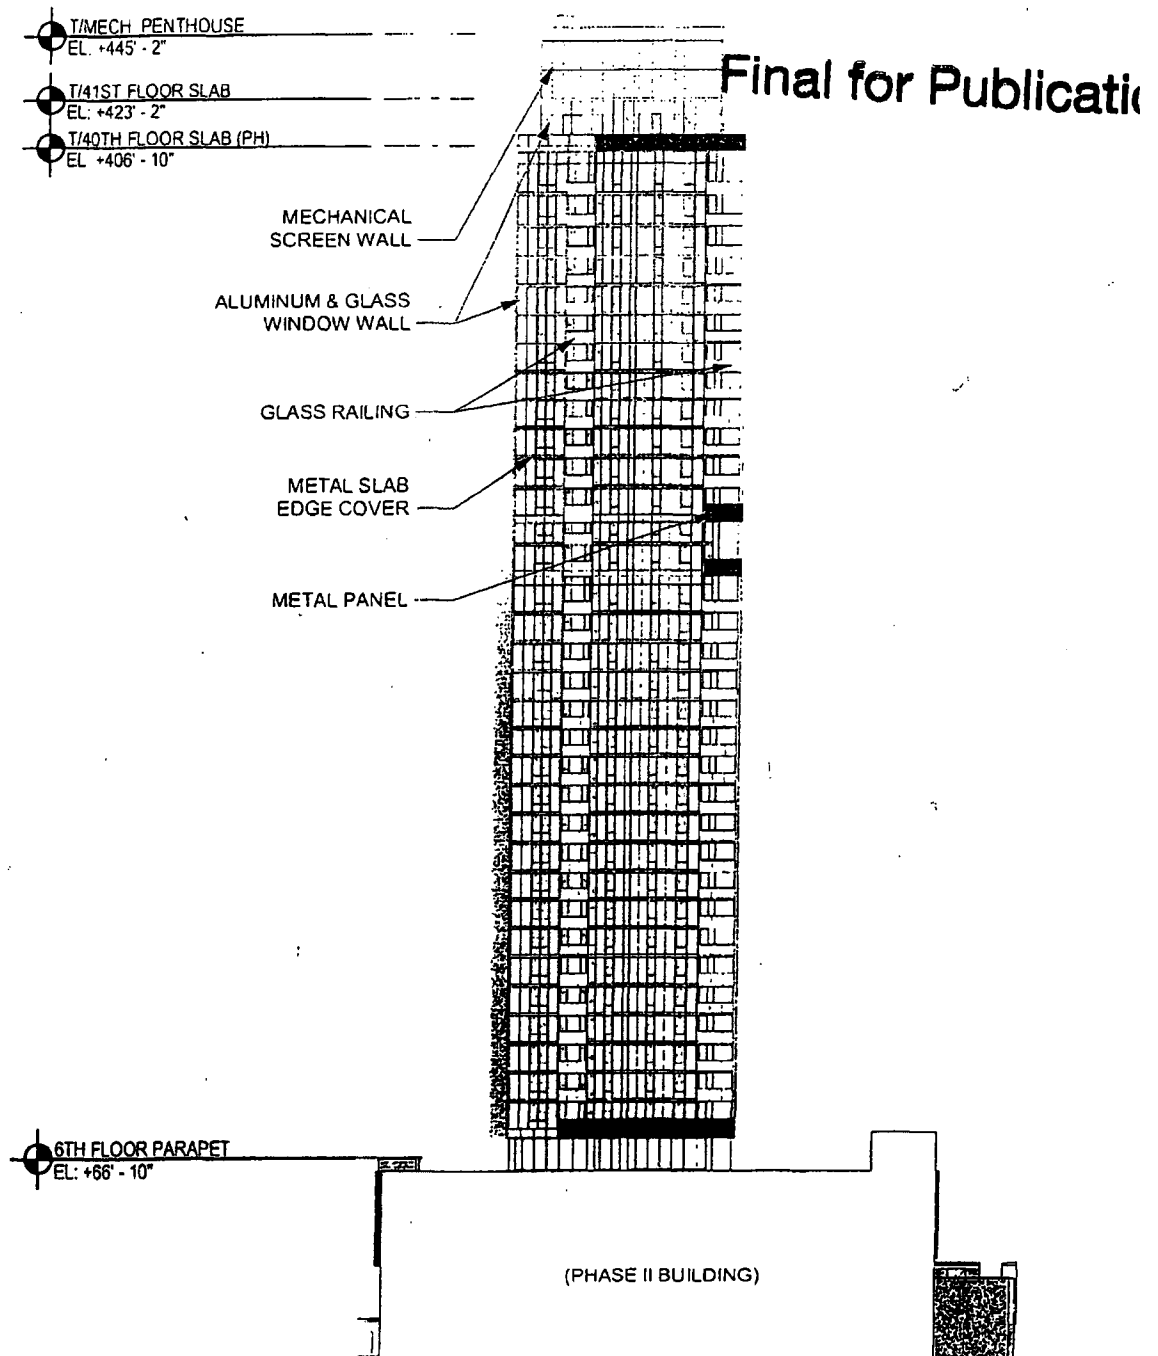 T/MECH PENTHOUSE
EL. +445' - 2"
Final for Publicati
T/41ST FLOOR SLAB
EL: +423' - 2"
T/40TH FLOOR SLAB (PH)
EL +406' - 10"
MECHANICAL
SCREEN WALL
ALUMINUM & GLASS
WINDOW WALL
GLASS RAILING
METAL SLAB
EDGE COVER
METAL PANEL
6TH FLOOR PARAPET
EL: +66' - 10"
(PHASE II BUILDING)